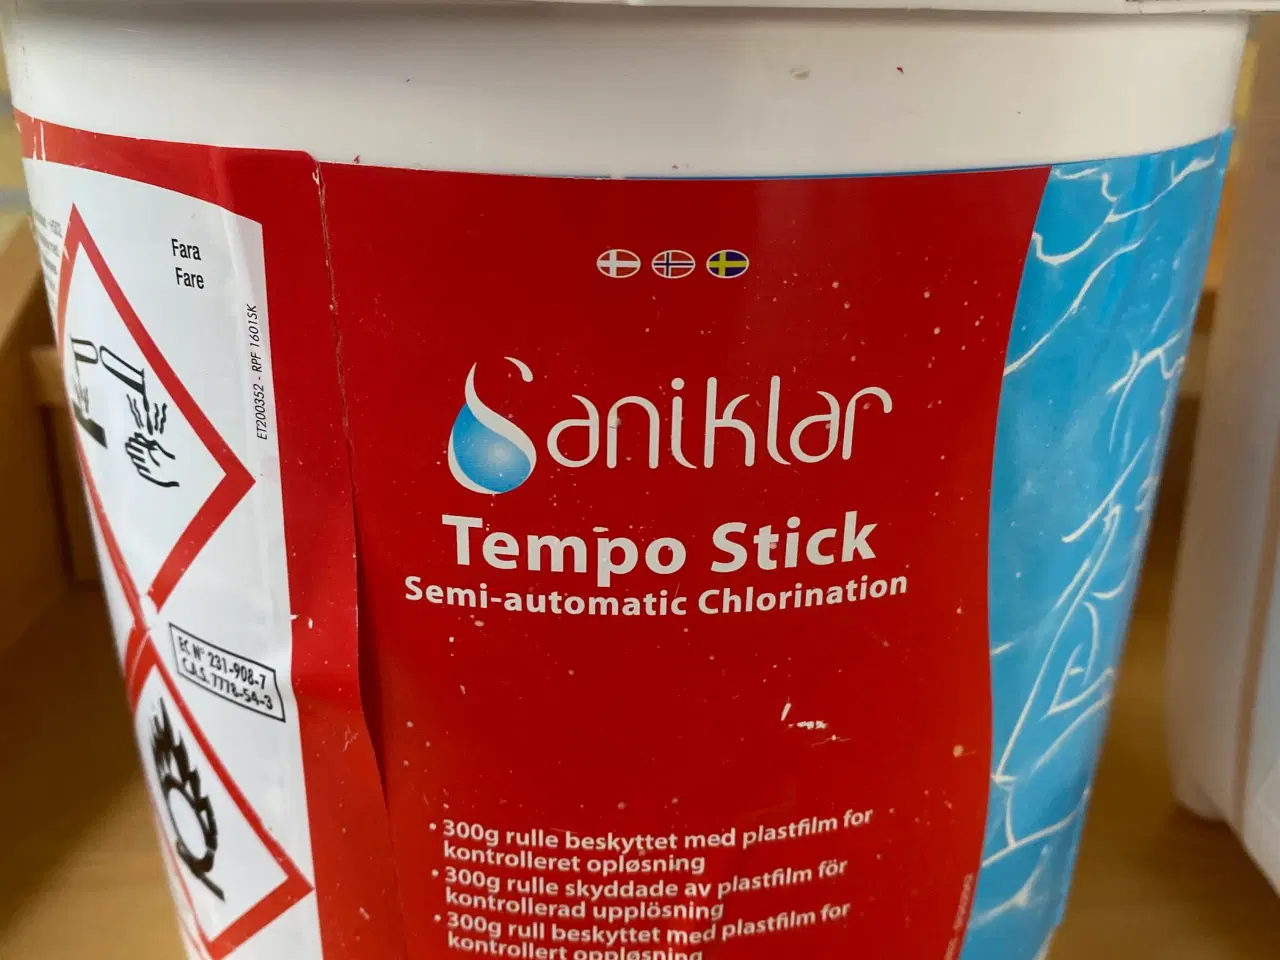 Fara
Fare
ET200352 - RPF 1601SK
EC N° 231-908-7
C.A.S. 7778-54-3
Saniklar
Tempo Stick
Semi-automatic Chlorination
• 300g rulle beskyttet med plastfilm for
kontrolleret opløsning
• 300g rulle skyddade av plastfilm för
kontrollerad upplösning
• 300g rull beskyttet med plastfilm for
kontrollert oppløsning